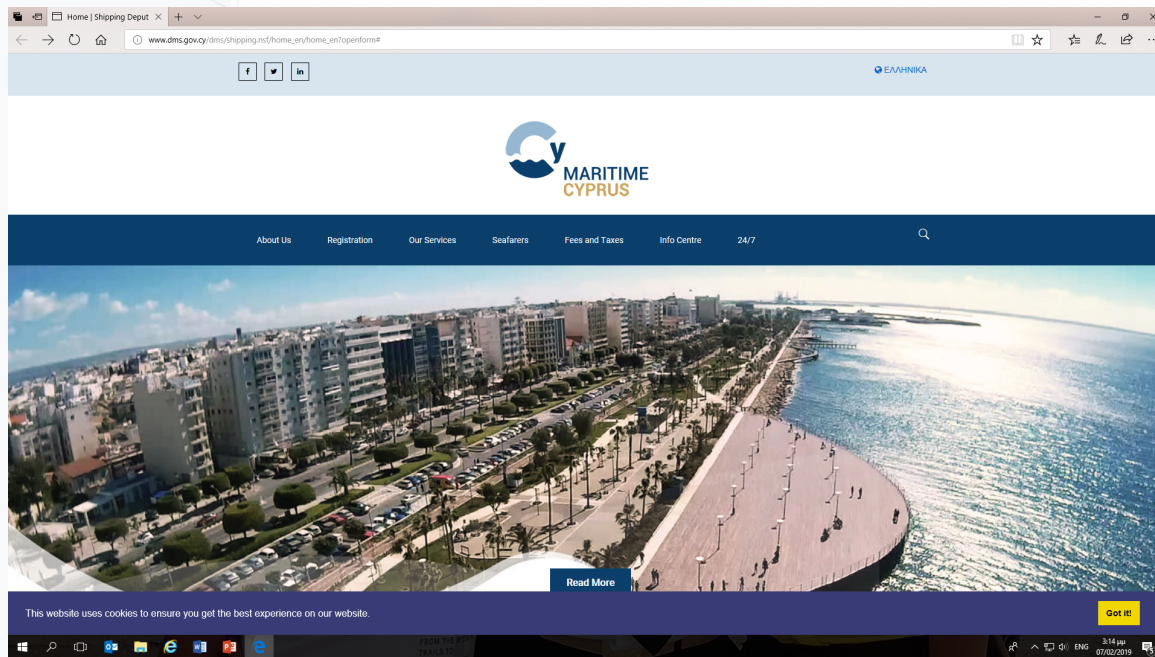 Home | Shipping Deput
www.dms.gov.cy/dms/shipping.nsf/home_en/home_en?openform#
ΕΛΛΗΝΙΚΑ
Cy
MARITIME
CYPRUS
About Us Registration Our Services Seafarers Fees and Taxes Info Centre 24/7
Read More
This website uses cookies to ensure you get the best experience on our website.
Got it!
ENG
3:14 μμ
07/02/2019